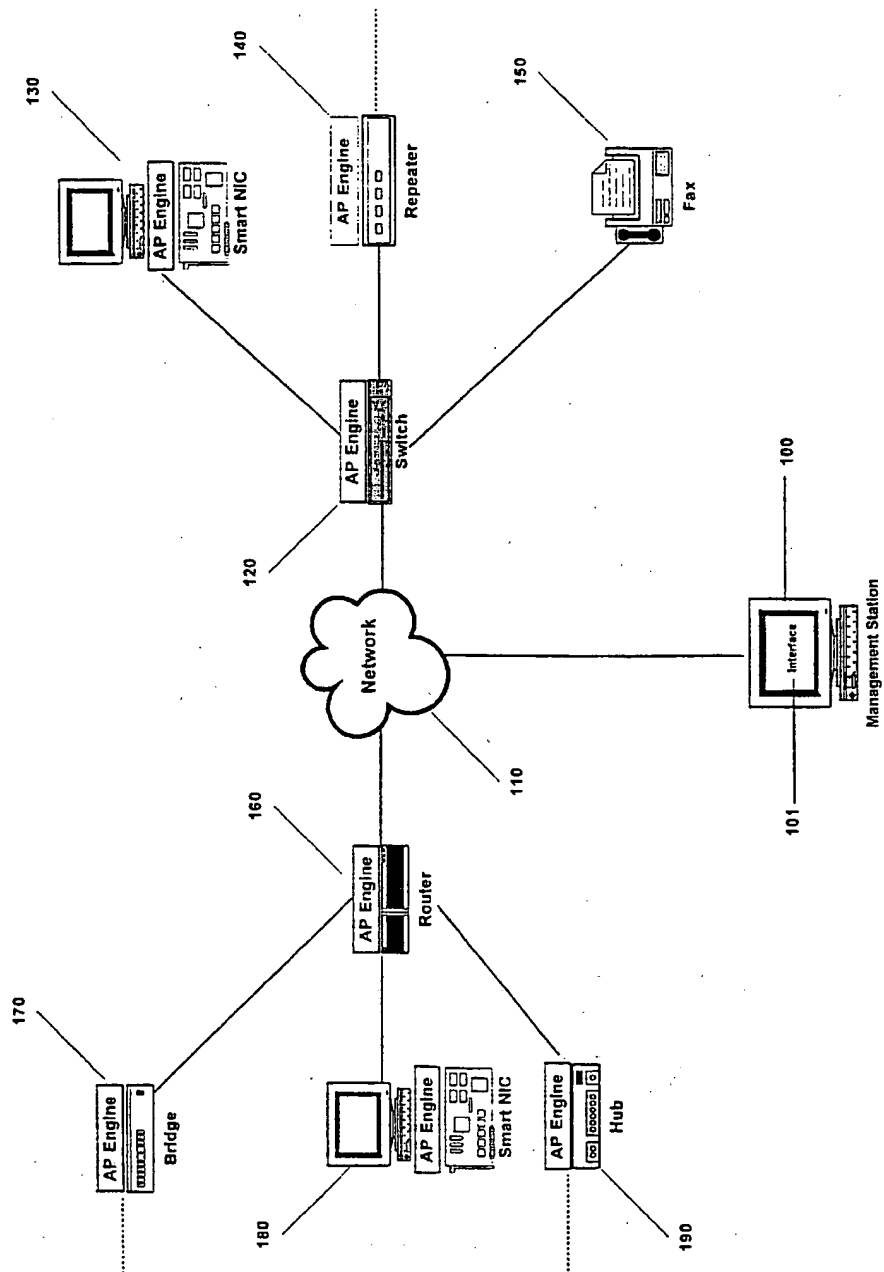 170
AP Engine
Bridge
180
AP Engine
Smart NIC
AP Engine
Hub
190
160
AP Engine
Router
Network
110
101
Interface
100
Management Station
120
AP Engine
Switch
130
AP Engine
Smart NIC
140
AP Engine
Repeater
150
Fax